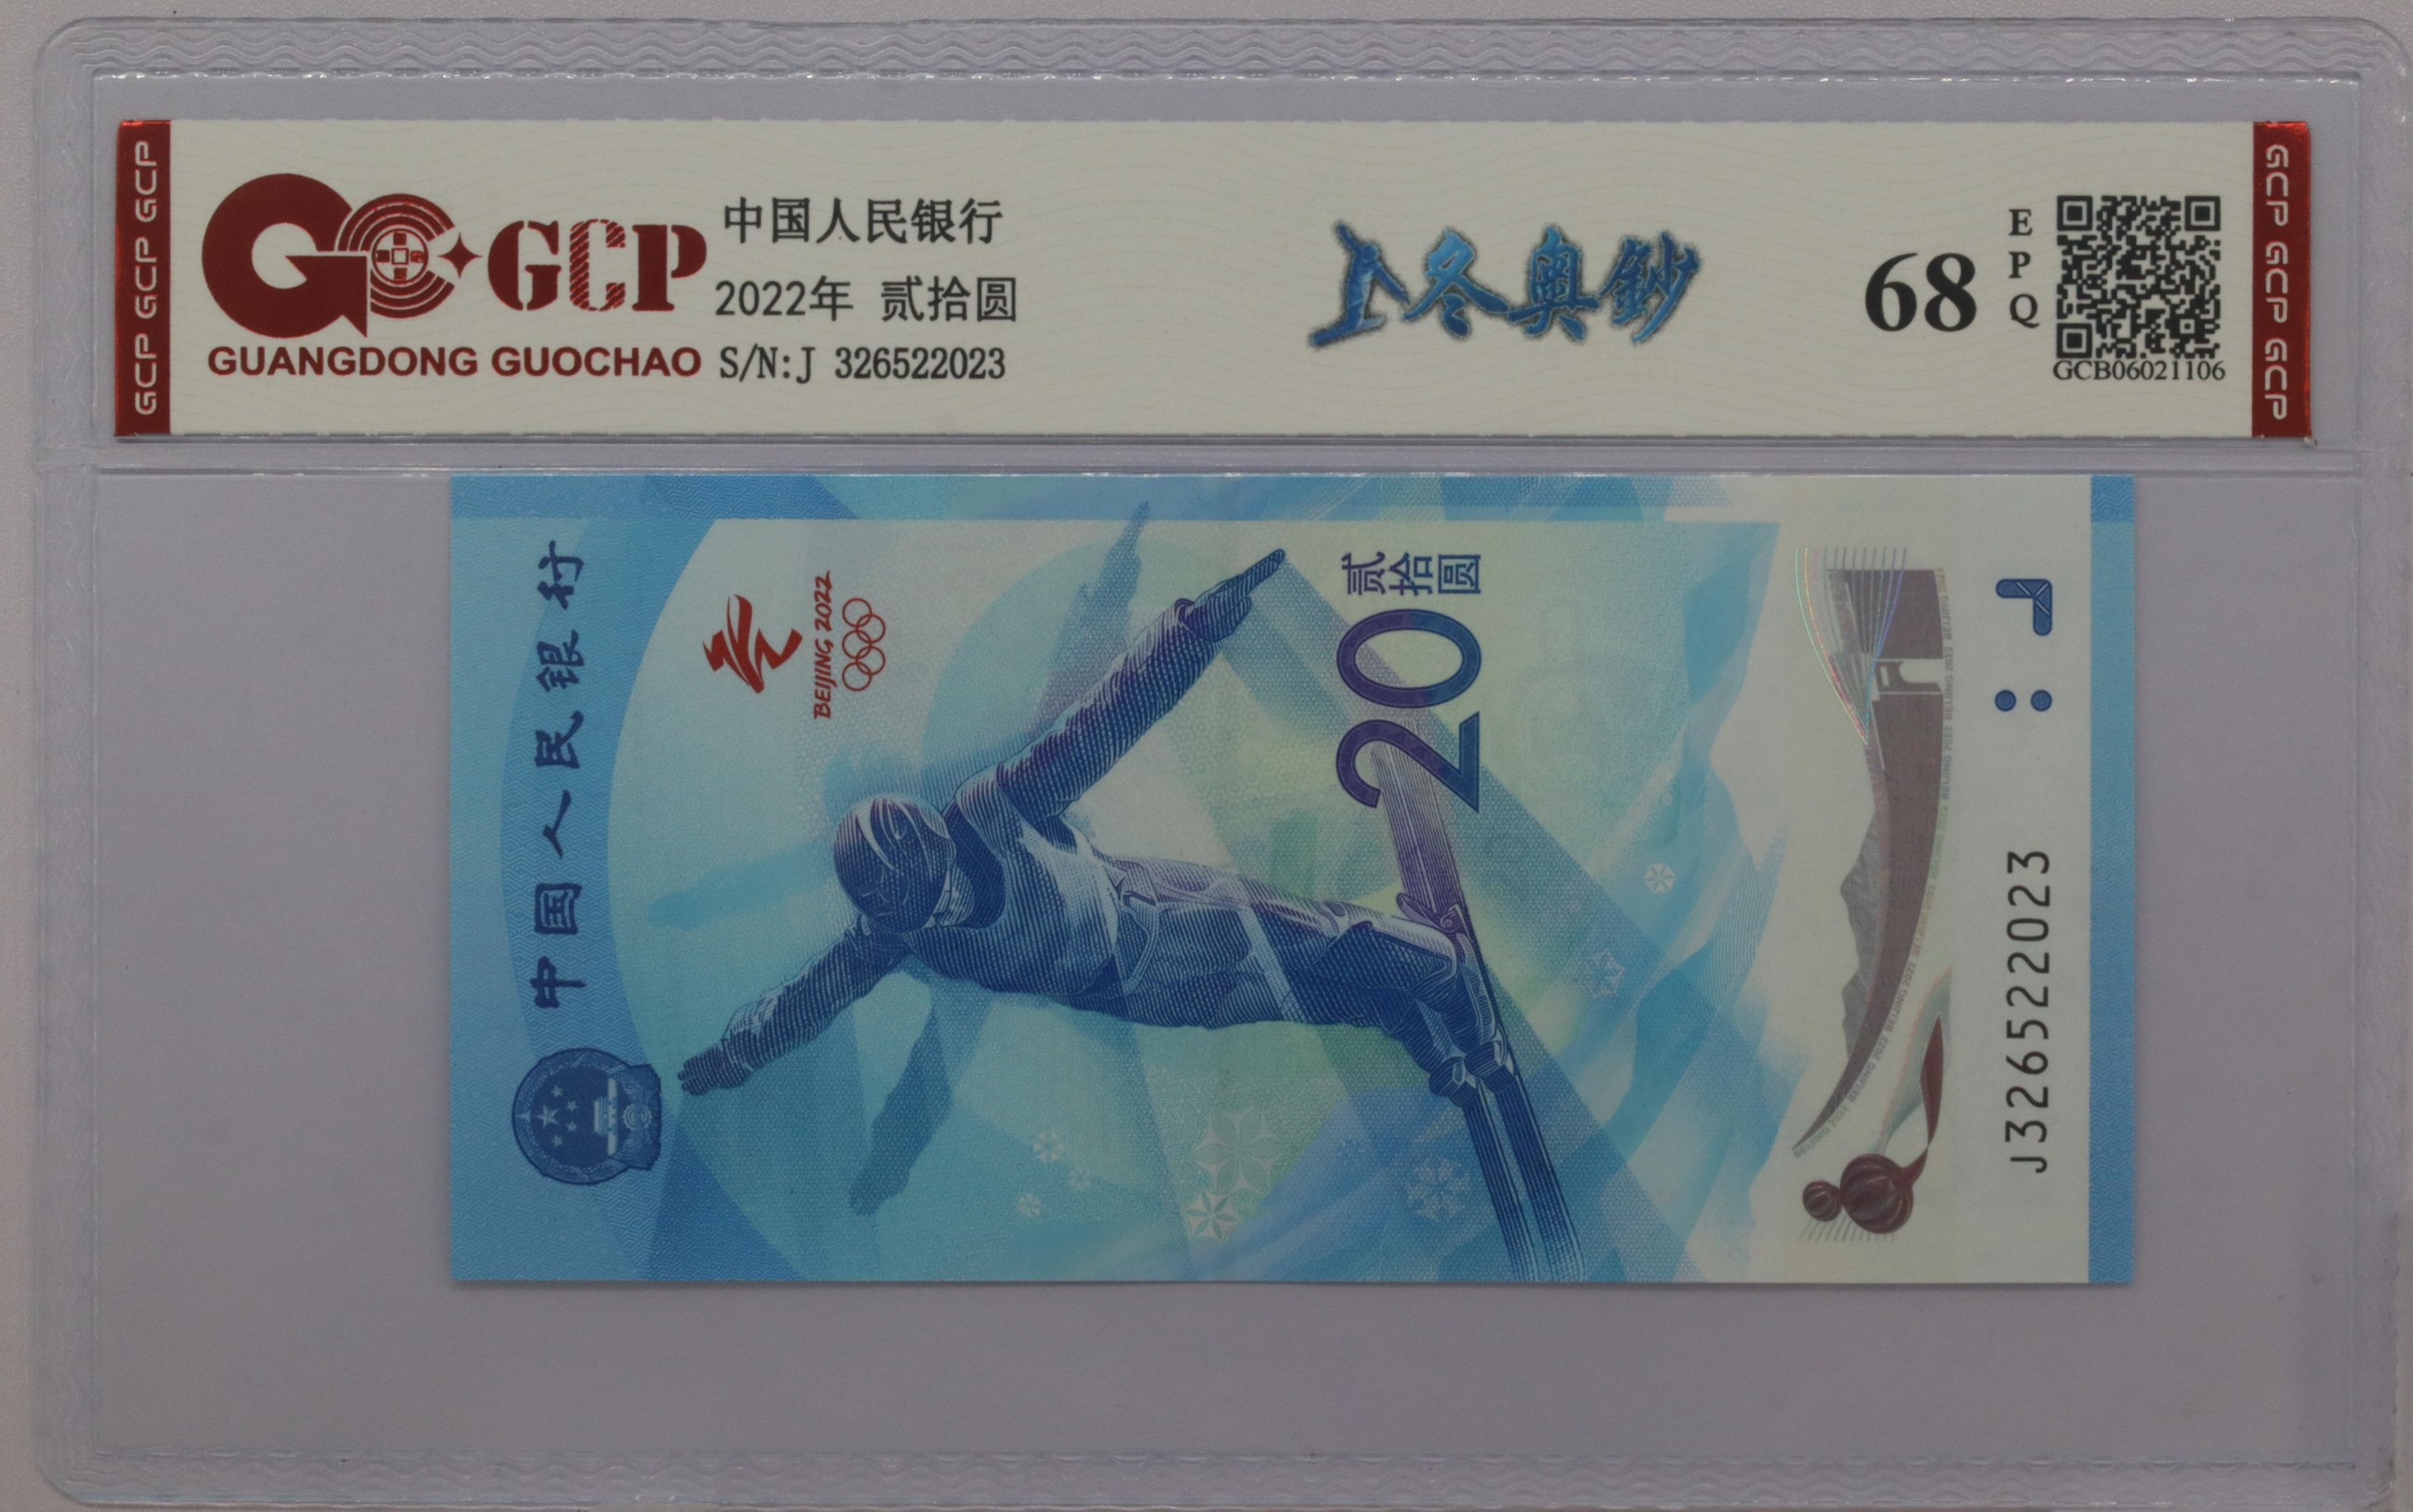 GCP GCP GCP
GCP
GUANGDONG GUOCHAO
中国人民银行
2022年 贰拾圆
S/N:J 326522023
冬奥鈔
68
EPQ
GCB06021106
GCP GCP GCP
中国人民银行
BEIJING 2022
贰拾圆
20
J326522023